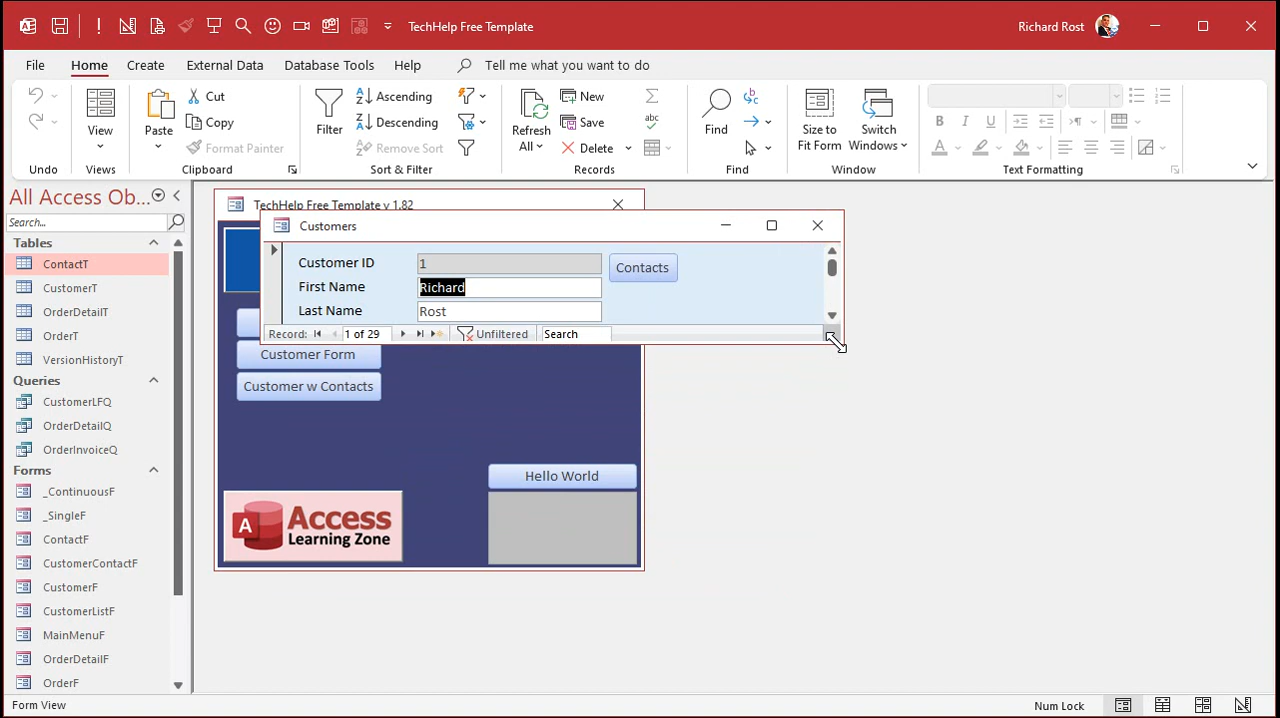 TechHelp Free Template
Richard Rost
File Home Create External Data Database Tools Help Tell me what you want to do
View
Paste
Cut
Copy
Format Painter
Filter
Ascending
Descending
Remove Sort
Refresh All
New
Save
Delete
Find
Size to Fit Form
Switch Windows
Undo Views Clipboard Sort & Filter Records Find Window Text Formatting
B I U
A
All Access Ob...
Search...
Tables
ContactT
CustomerT
OrderDetailT
OrderT
VersionHistoryT
Queries
CustomerLFQ
OrderDetailQ
OrderInvoiceQ
Forms
_ContinuousF
_SingleF
ContactF
CustomerContactF
CustomerF
CustomerListF
MainMenuF
OrderDetailF
OrderF
TechHelp Free Template v 1.82
Customers
Customer ID 1 Contacts
First Name Richard
Last Name Rost
Record: 1 of 29 Unfiltered Search
Customer Form
Customer w Contacts
Hello World
A Access
Learning Zone
Form View Num Lock